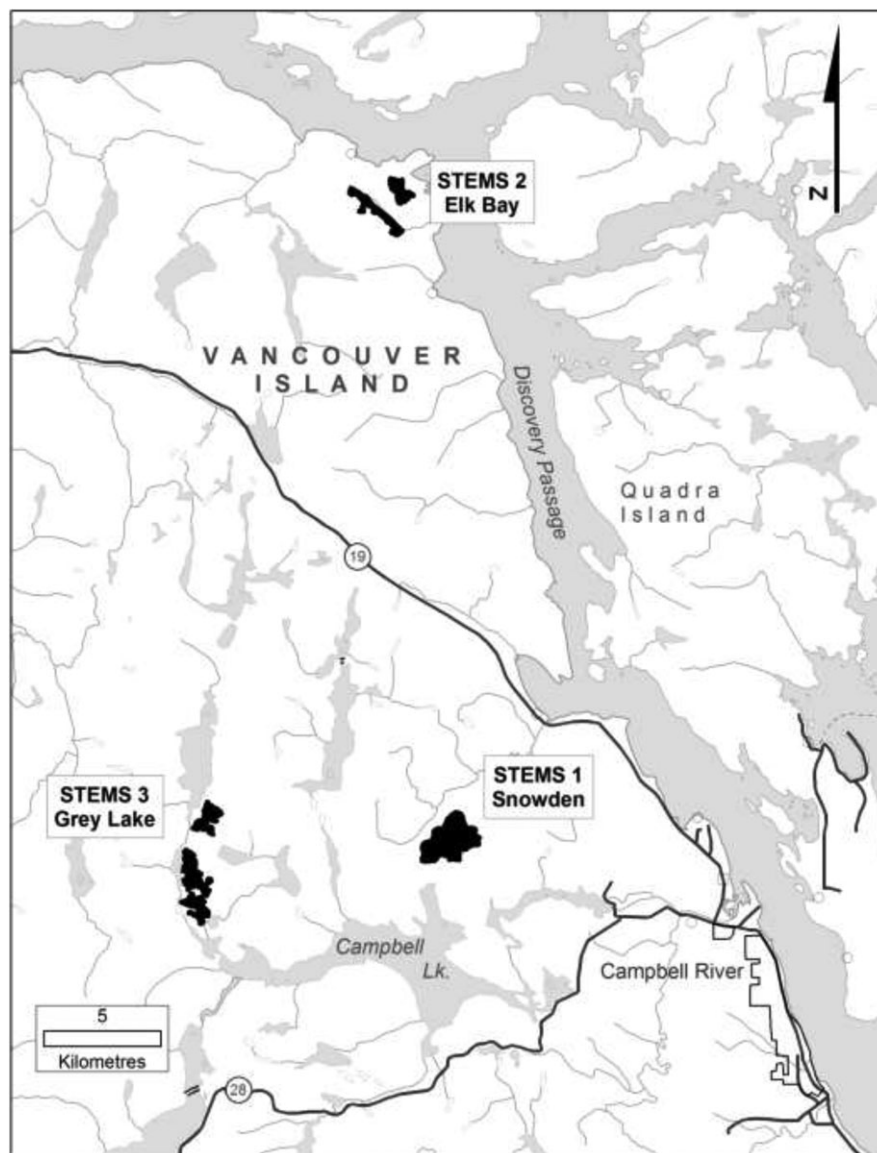 STEMS 2
Elk Bay
N
VANCOUVER
ISLAND
Discovery Passage
Quadra
Island
19
STEMS 1
Snowden
STEMS 3
Grey Lake
Campbell
Lk.
Campbell River
5
Kilometres
28